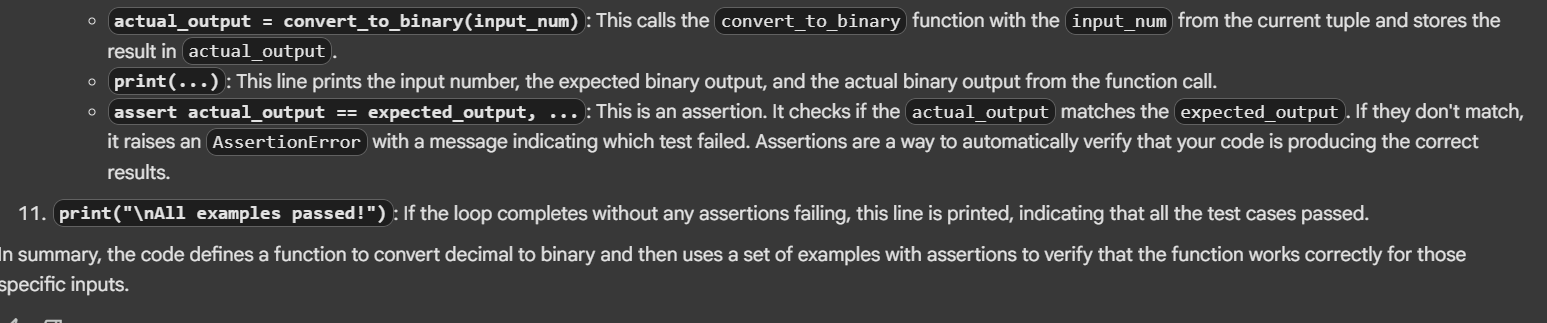 actual_output = convert_to_binary(input_num): This calls the convert_to_binary function with the input_num from the current tuple and stores the
result in actual_output.
print(...): This line prints the input number, the expected binary output, and the actual binary output from the function call.
assert actual_output == expected_output, ...: This is an assertion. It checks if the actual_output matches the expected_output. If they don't match,
it raises an AssertionError with a message indicating which test failed. Assertions are a way to automatically verify that your code is producing the correct
results.
11. print("\nAll examples passed!"): If the loop completes without any assertions failing, this line is printed, indicating that all the test cases passed.
In summary, the code defines a function to convert decimal to binary and then uses a set of examples with assertions to verify that the function works correctly for those
specific inputs.